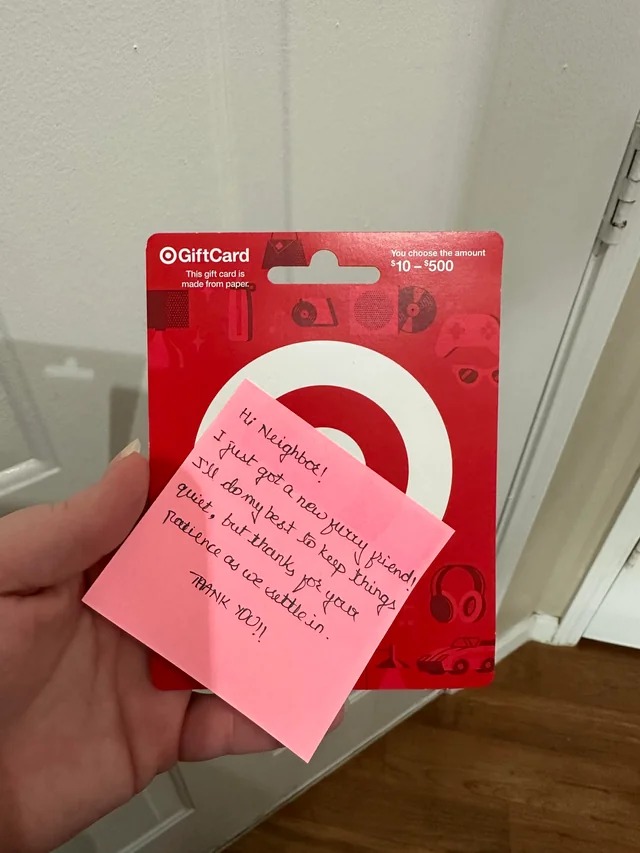 GiftCard
This gift card is
made from paper.
You choose the amount
$10 – $500
Hi Neighbor!
I just got a new furry friend!
I'll do my best to keep things
quiet, but thanks for your
patience as we settle in.
THANK YOU!!